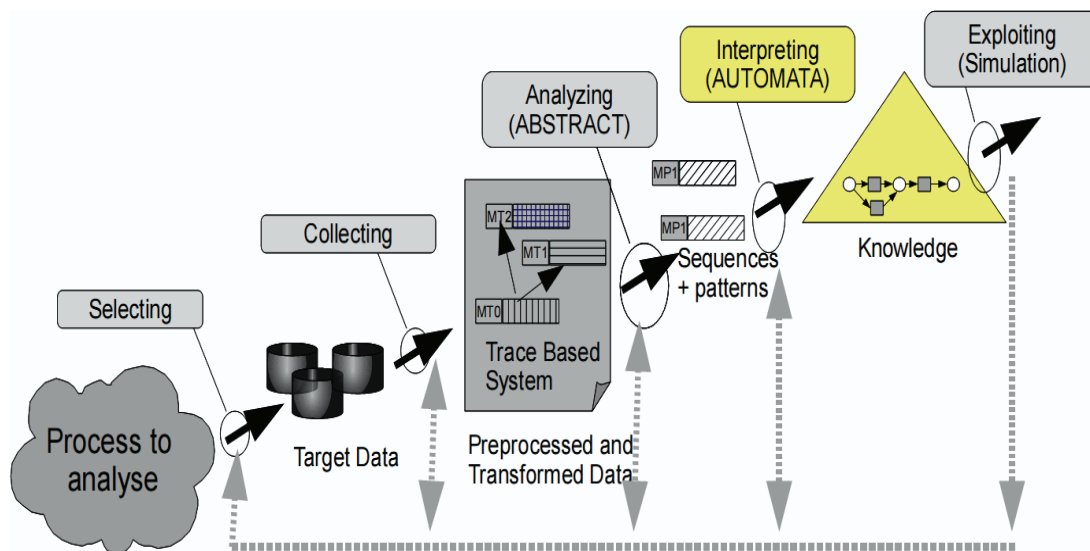 Process to
analyse
Selecting
Target Data
Collecting
MT2
MT1
MT0
Trace Based
System
Preprocessed and
Transformed Data
Analyzing
(ABSTRACT)
MP1
MP1
Sequences
+ patterns
Interpreting
(AUTOMATA)
Knowledge
Exploiting
(Simulation)